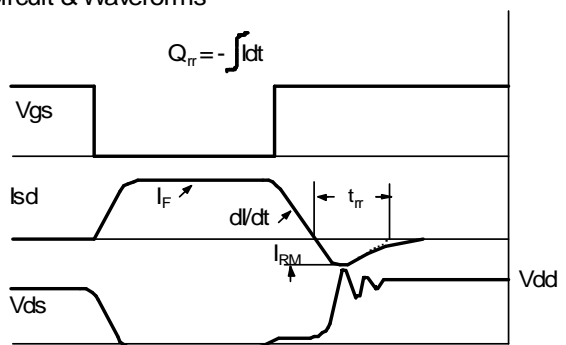 Circuit & Waveforms
Qrr = - ∫Idt
Vgs
Isd
IF
dI/dt
trr
IRM
Vds
Vdd